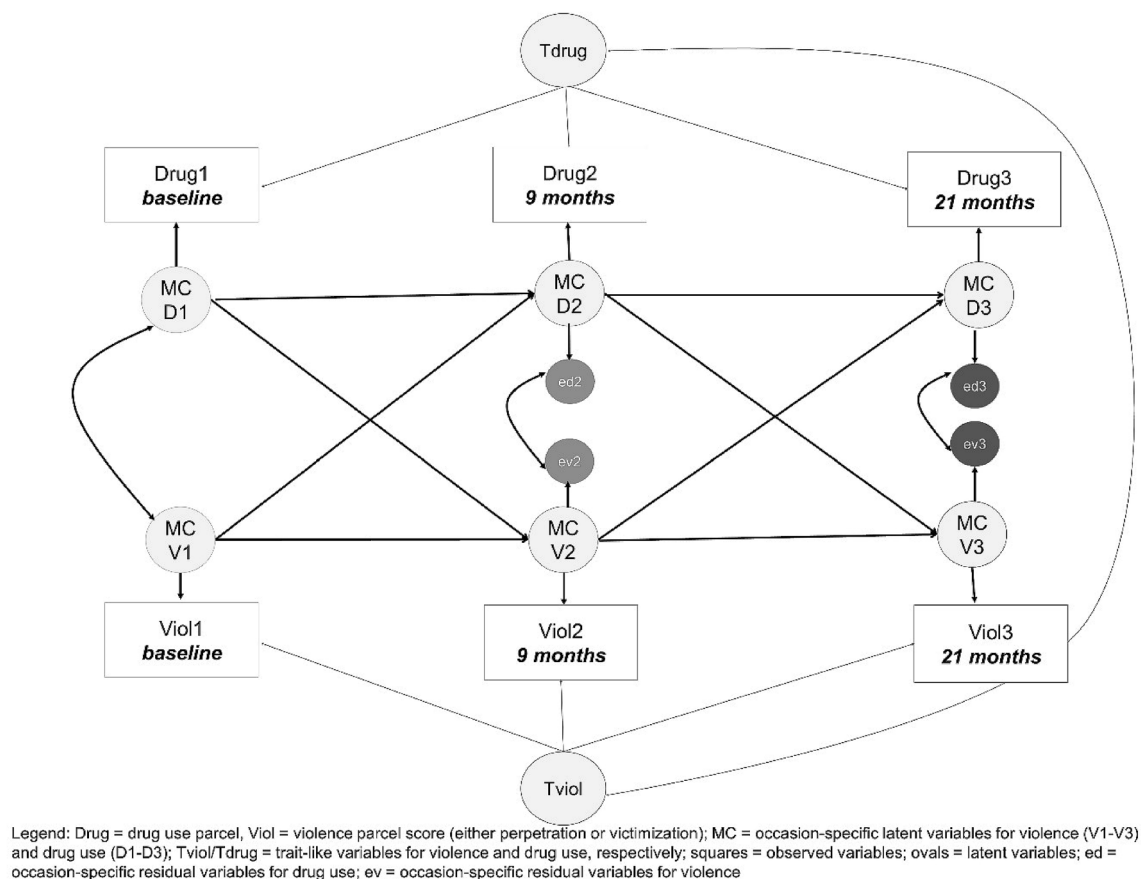 Tdrug
Drug1
baseline
Drug2
9 months
Drug3
21 months
MC
D1
MC
D2
MC
D3
ed2
ed3
ev2
ev3
MC
V1
MC
V2
MC
V3
Viol1
baseline
Viol2
9 months
Viol3
21 months
Tviol
Legend: Drug = drug use parcel, Viol = violence parcel score (either perpetration or victimization); MC = occasion-specific latent variables for violence (V1-V3)
and drug use (D1-D3); Tviol/Tdrug = trait-like variables for violence and drug use, respectively; squares = observed variables; ovals = latent variables; ed =
occasion-specific residual variables for drug use; ev = occasion-specific residual variables for violence